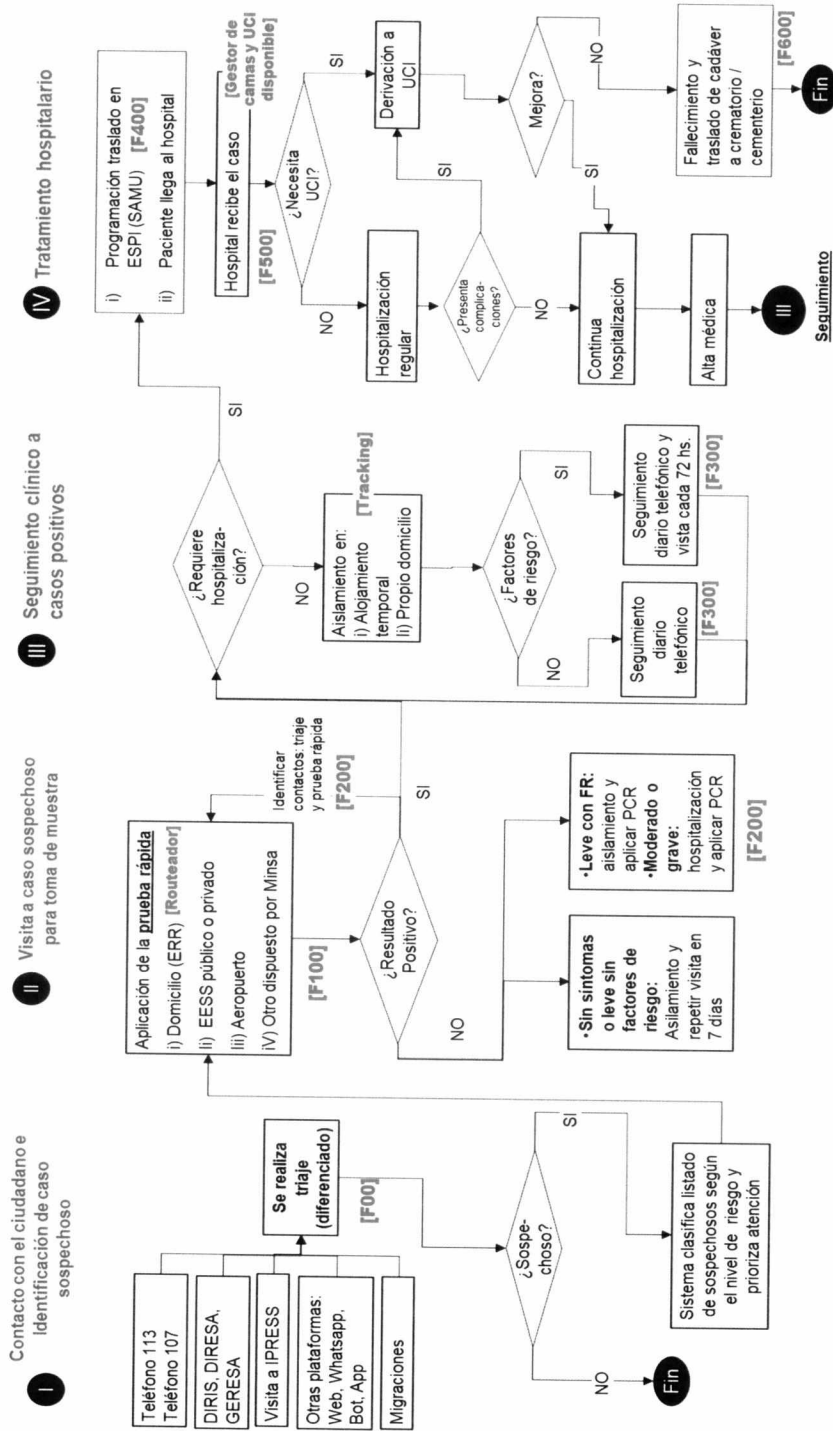 I
Contacto con el ciudadano e
Identificación de caso
sospechoso
Teléfono 113
Teléfono 107
DIRIS, DIRESA,
GERESA
Visita a IPRESS
Otras plataformas:
Web, Whatsapp,
Bot, App
Migraciones
Se realiza
triaje
(diferenciado)
[F00]
¿Sospe-
choso?
NO
SI
Fin
Sistema clasifica listado
de sospechosos según
el nivel de riesgo y
prioriza atención
II
Visita a caso sospechoso
para toma de muestra
Aplicación de la prueba rápida
i) Domicilio (ERR) [Routeador]
Ii) EESS público o privado
Iii) Aeropuerto
iV) Otro dispuesto por Minsa
[F100]
Identificar
contactos: triaje
y prueba rápida
[F200]
¿Resultado
Positivo?
NO
SI
•Sin síntomas
o leve sin
factores de
riesgo:
Asilamiento y
repetir visita en
7 días
•Leve con FR:
aislamiento y
aplicar PCR
•Moderado o
grave:
hospitalización
y aplicar PCR
[F200]
III
Seguimiento clínico a
casos positivos
¿Requiere
hospitaliza-
ción?
NO
SI
Aislamiento en:
i) Alojamiento
temporal
Ii) Propio domicilio
[Tracking]
¿Factores
de riesgo?
NO
SI
Seguimiento
diario
telefónico
[F300]
Seguimiento
diario telefónico y
vista cada 72 hs.
[F300]
IV
Tratamiento hospitalario
i) Programación traslado en
ESPI (SAMU) [F400]
ii) Paciente llega al hospital
Hospital recibe el caso
[F500]
[Gestor de
camas y UCI
disponible]
¿Necesita
UCI?
NO
SI
Hospitalización
regular
Derivación a
UCI
¿Presenta
complica-
ciones?
NO
SI
¿Mejora?
SI
NO
Continua
hospitalización
Alta médica
III
Seguimiento
Fallecimiento y
traslado de cadáver
a crematorio /
cementerio
[F600]
Fin